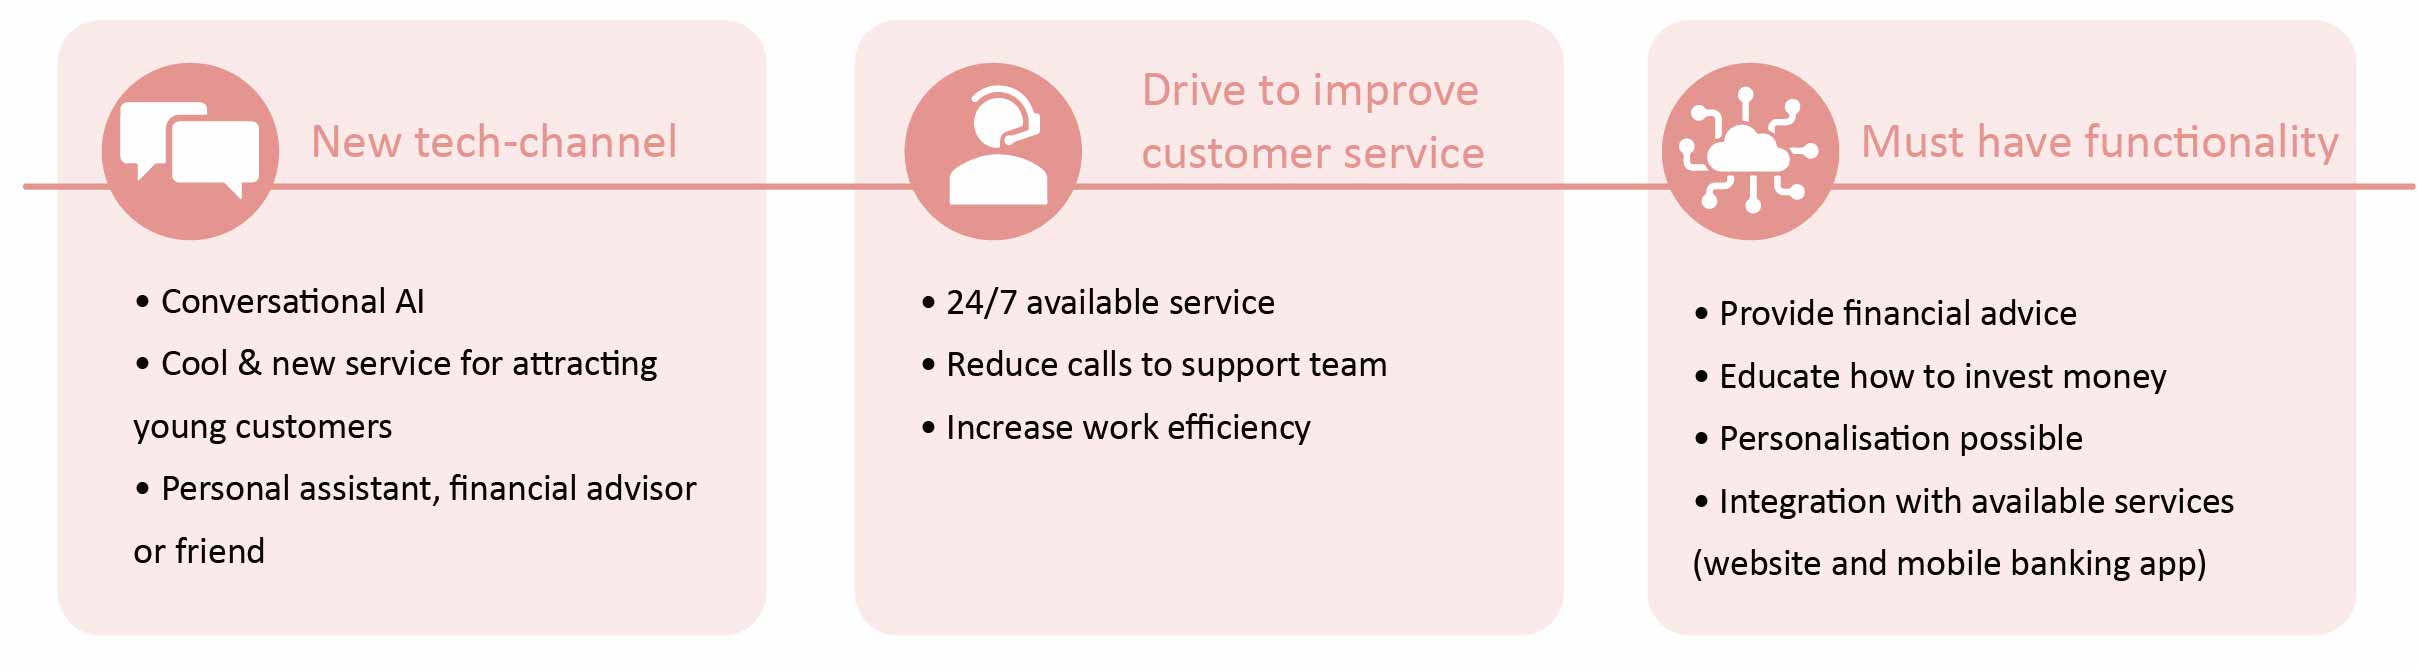 New tech-channel
• Conversational AI
• Cool & new service for attracting
young customers
• Personal assistant, financial advisor
or friend
Drive to improve
customer service
• 24/7 available service
• Reduce calls to support team
• Increase work efficiency
Must have functionality
• Provide financial advice
• Educate how to invest money
• Personalisation possible
• Integration with available services
(website and mobile banking app)